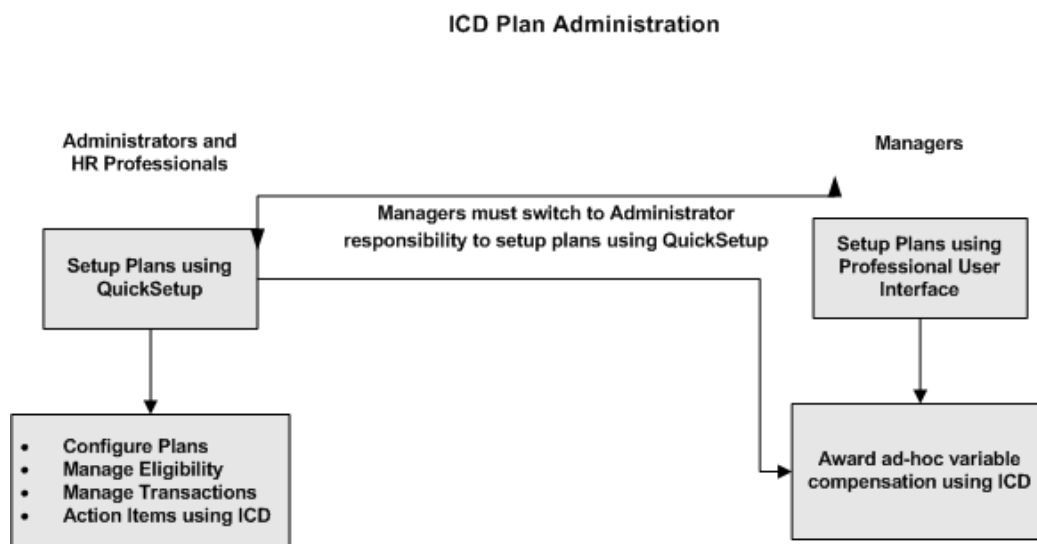 ICD Plan Administration
Administrators and
HR Professionals
Managers
Managers must switch to Administrator
responsibility to setup plans using QuickSetup
Setup Plans using
QuickSetup
Setup Plans using
Professional User
Interface
• Configure Plans
• Manage Eligibility
• Manage Transactions
• Action Items using ICD
Award ad-hoc variable
compensation using ICD